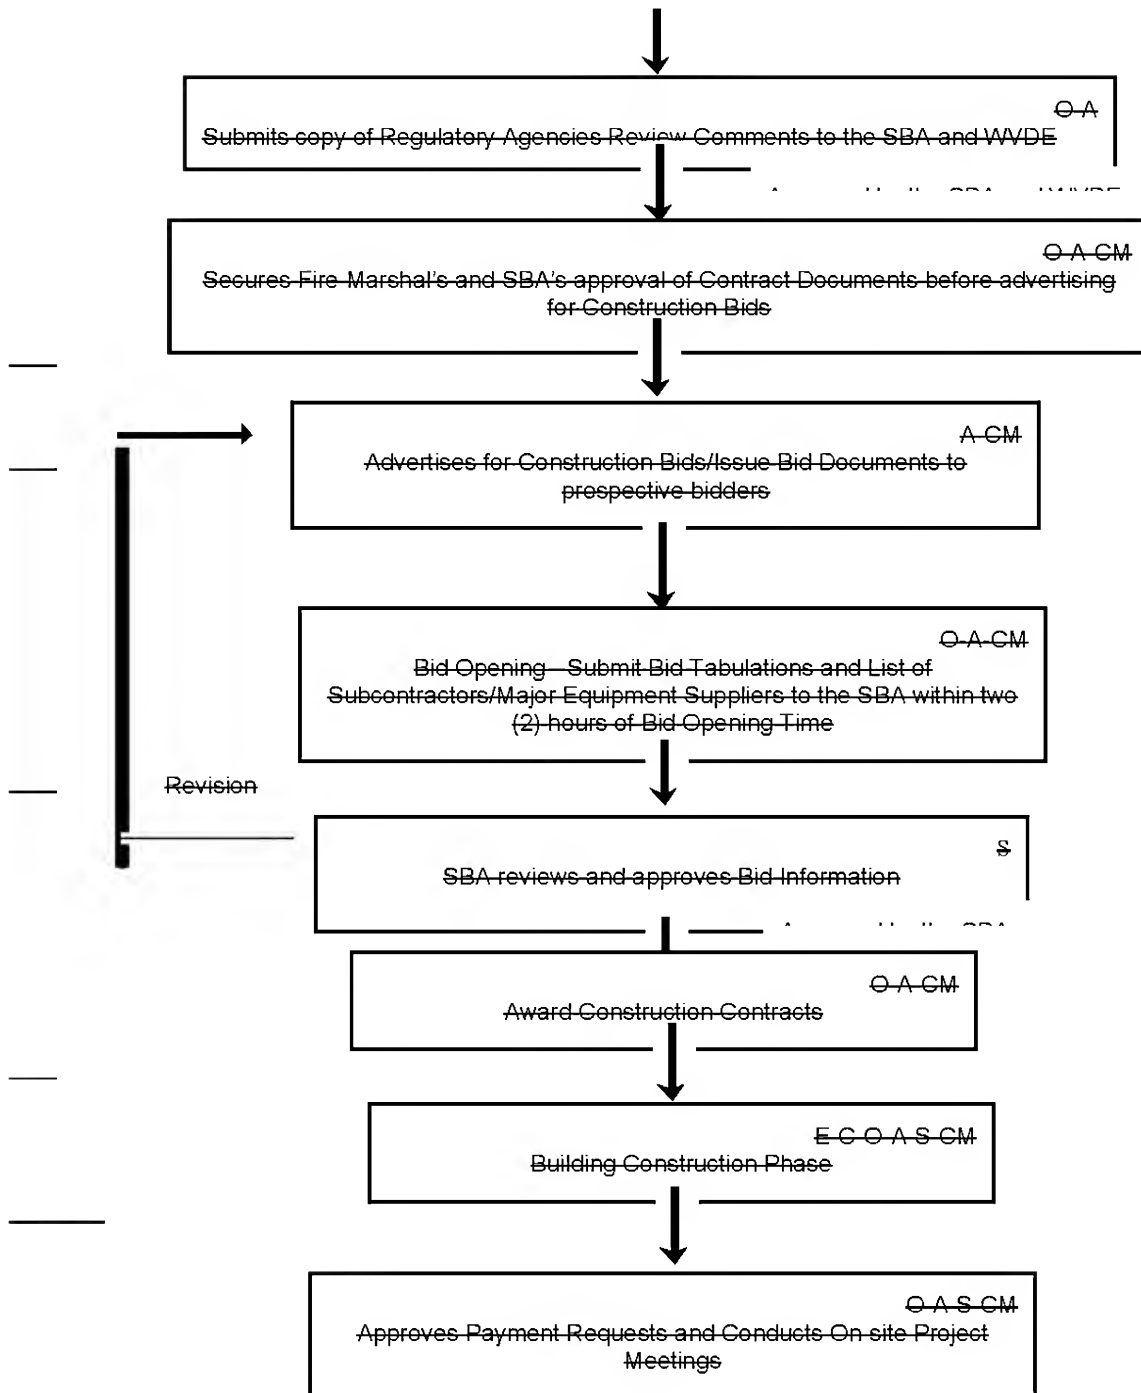 O A
Submits copy of Regulatory Agencies Review Comments to the SBA and WVDE
O A CM
Secures Fire Marshal's and SBA's approval of Contract Documents before advertising
for Construction Bids
A CM
Advertises for Construction Bids/Issue Bid Documents to
prospective bidders
O-A-CM
Bid Opening—Submit Bid Tabulations and List of
Subcontractors/Major Equipment Suppliers to the SBA within two
(2) hours of Bid Opening Time
Revision
S
SBA reviews and approves Bid Information
O A CM
Award Construction Contracts
E C O A S CM
Building Construction Phase
O A S CM
Approves Payment Requests and Conducts On site Project
Meetings